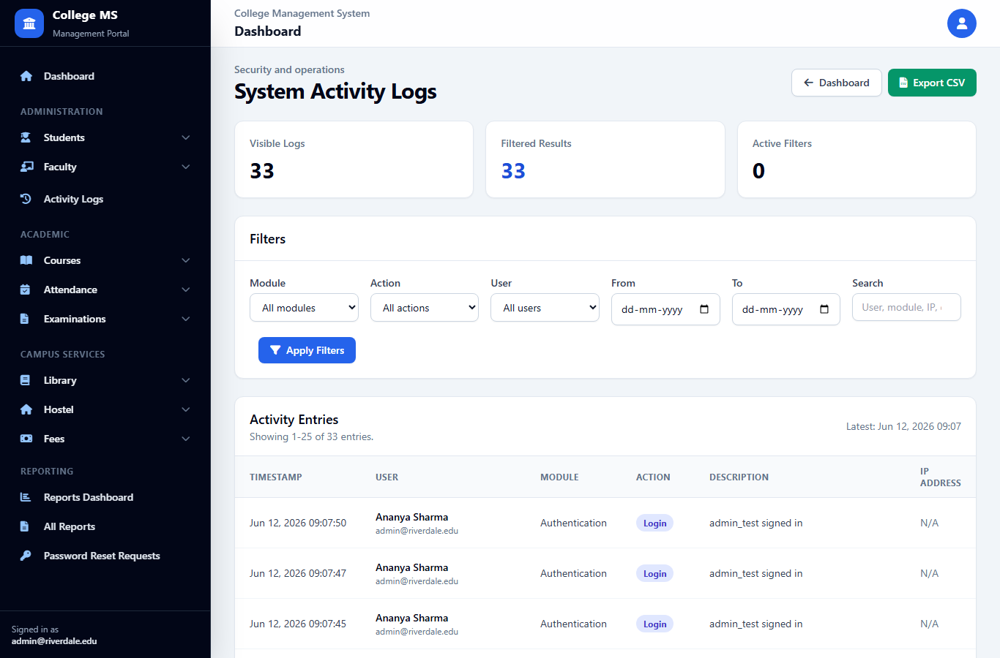 College MS
Management Portal
Dashboard
ADMINISTRATION
Students
Faculty
Activity Logs
ACADEMIC
Courses
Attendance
Examinations
CAMPUS SERVICES
Library
Hostel
Fees
REPORTING
Reports Dashboard
All Reports
Password Reset Requests
Signed in as
admin@riverdale.edu
College Management System
Dashboard
Security and operations
System Activity Logs
Dashboard
Export CSV
Visible Logs
33
Filtered Results
33
Active Filters
0
Filters
Module
All modules
Action
All actions
User
All users
From
dd-mm-yyyy
To
dd-mm-yyyy
Search
User, module, IP,
Apply Filters
Activity Entries
Showing 1-25 of 33 entries.
Latest: Jun 12, 2026 09:07
TIMESTAMP USER MODULE ACTION DESCRIPTION IP ADDRESS
Jun 12, 2026 09:07:50 Ananya Sharma Authentication Login admin_test signed in N/A
admin@riverdale.edu
Jun 12, 2026 09:07:47 Ananya Sharma Authentication Login admin_test signed in N/A
admin@riverdale.edu
Jun 12, 2026 09:07:45 Ananya Sharma Authentication Login admin_test signed in N/A
admin@riverdale.edu